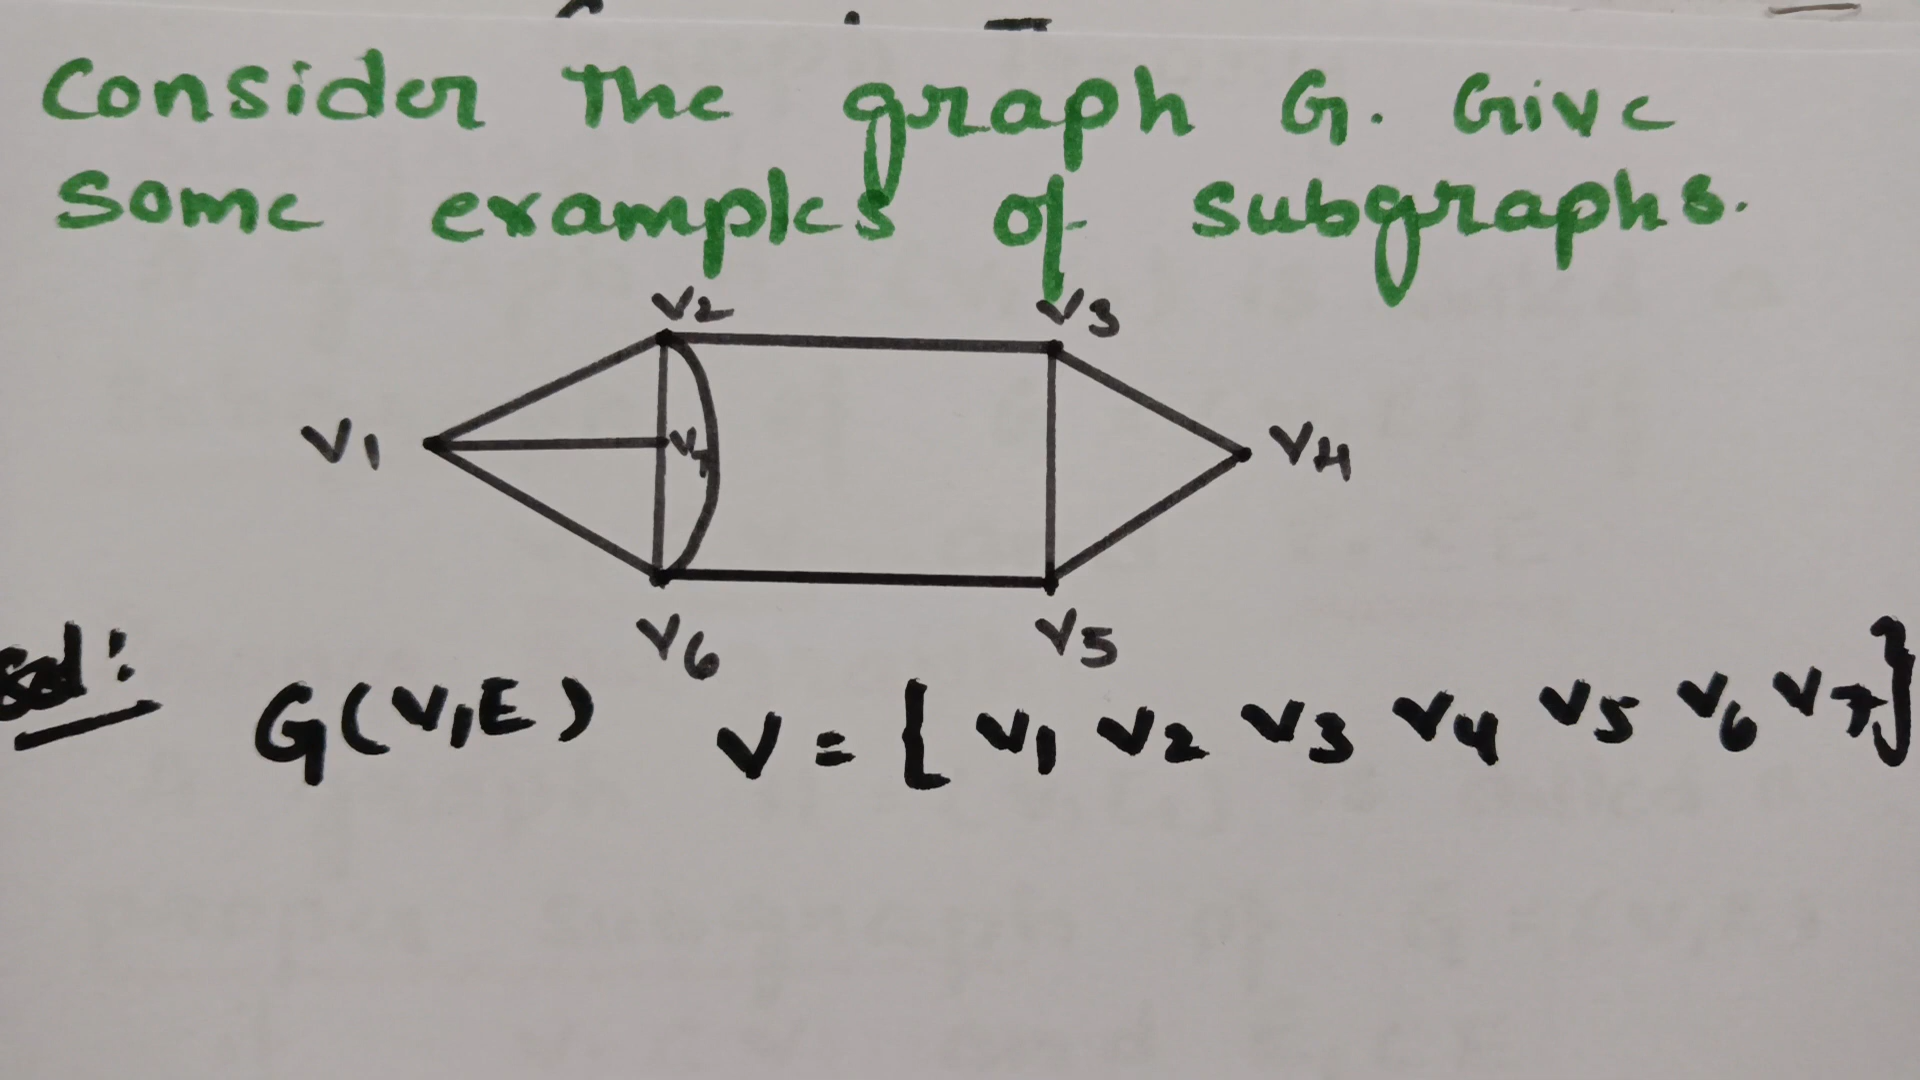 Consider the graph G. Give
some examples of subgraphs.
V2 V3
V1 V7 V4
V6 V5
Sol:
G(V,E) V = { V1 V2 V3 V4 V5 V6 V7 }